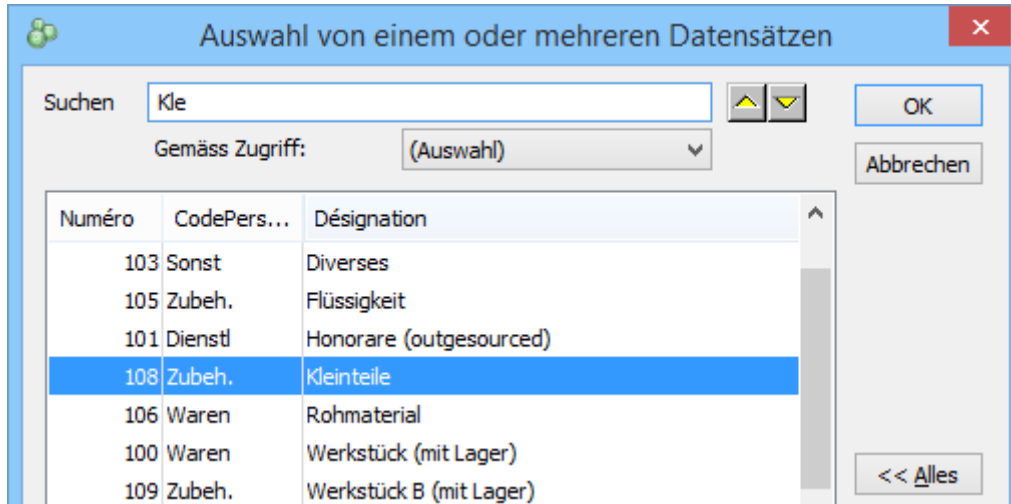 Auswahl von einem oder mehreren Datensätzen
Suchen Kle OK
Gemäss Zugriff: (Auswahl) Abbrechen
Numéro CodePers... Désignation
103 Sonst Diverses
105 Zubeh. Flüssigkeit
101 Dienstl Honorare (outgesourced)
108 Zubeh. Kleinteile
106 Waren Rohmaterial
100 Waren Werkstück (mit Lager)
109 Zubeh. Werkstück B (mit Lager)
<< Alles